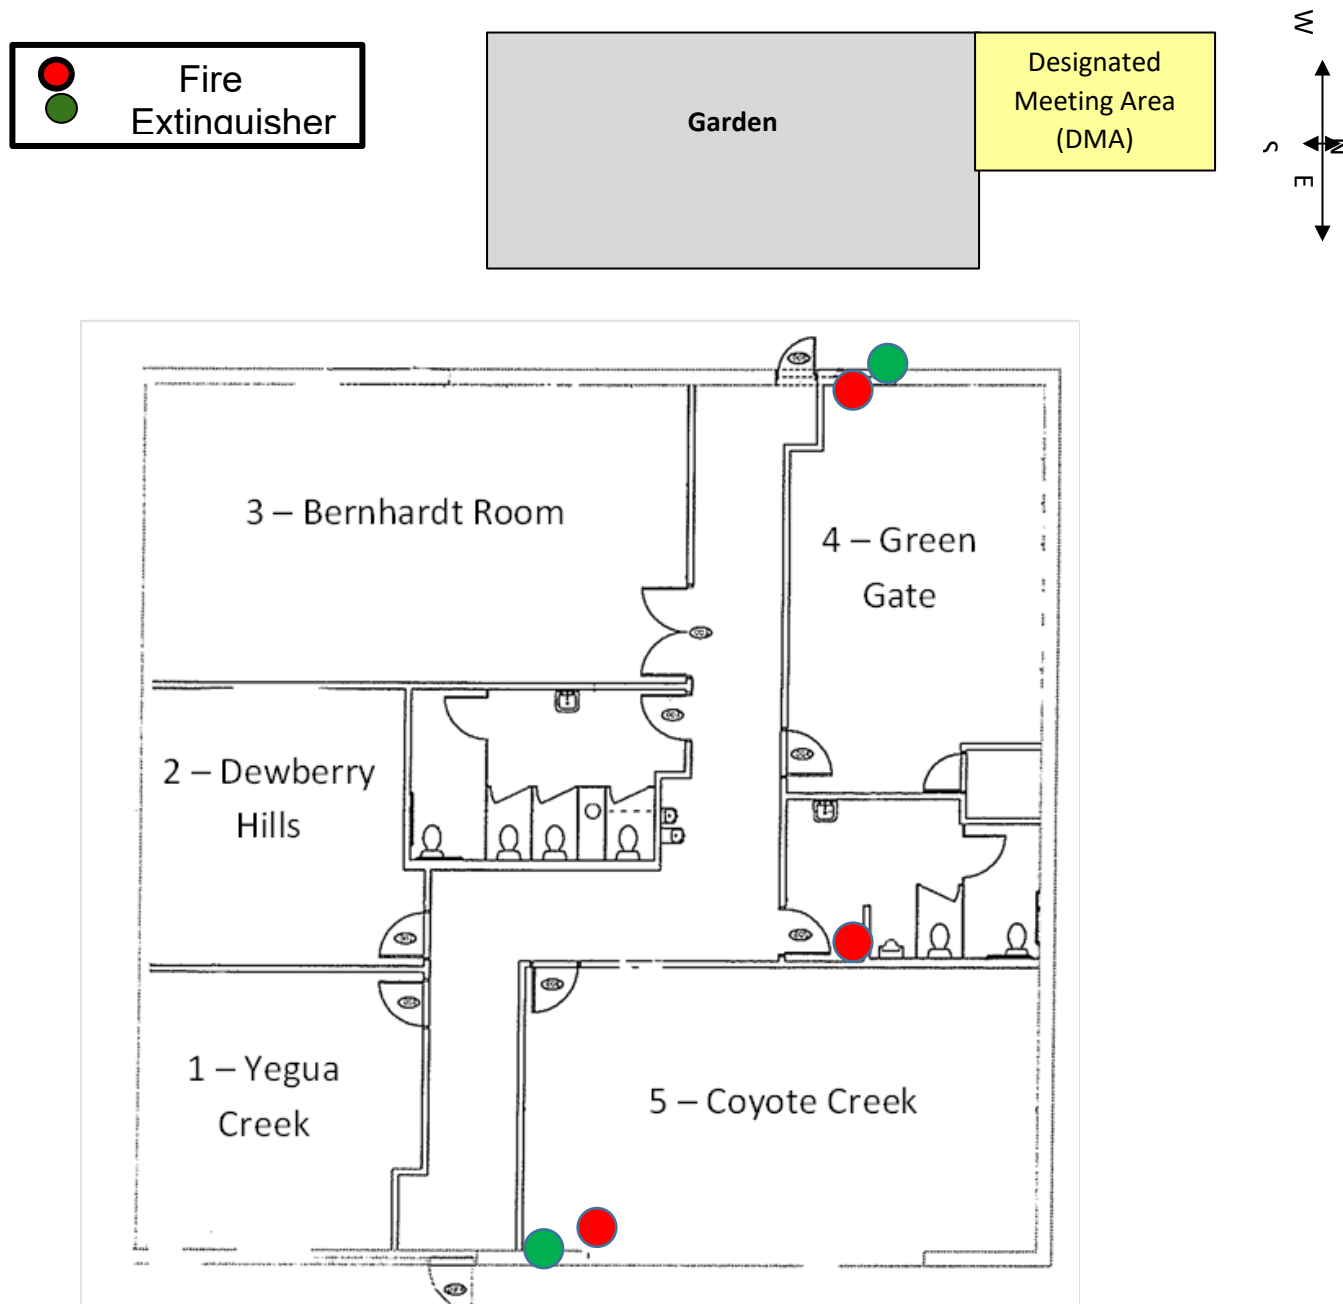 Fire
Extinguisher
Garden
Designated
Meeting Area
(DMA)
W
S
N
E
3 – Bernhardt Room
4 – Green
Gate
2 – Dewberry
Hills
1 – Yegua
Creek
5 – Coyote Creek